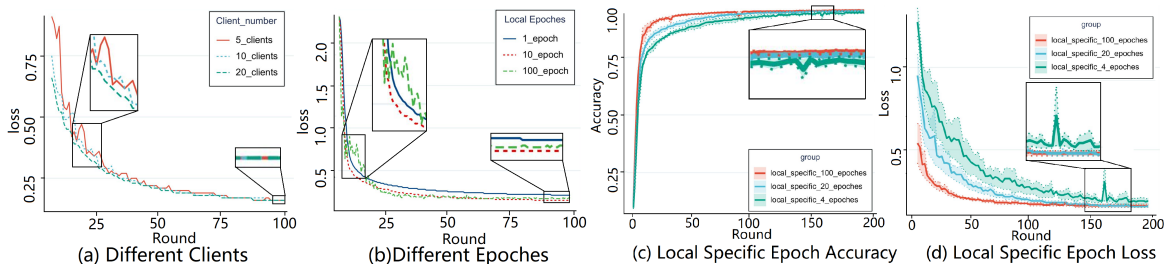 Client_number
5_clients
10_clients
20_clients
loss
0.75
0.50
0.25
25
50
75
100
Round
(a) Different Clients
Local Epoches
1_epoch
10_epoch
100_epoch
loss
2.0
1.5
1.0
0.5
25
50
75
100
Round
(b)Different Epoches
Accuracy
1.00
0.75
0.50
0.25
0
50
100
150
200
Round
group
local_specific_100_epoches
local_specific_20_epoches
local_specific_4_epoches
(c) Local Specific Epoch Accuracy
group
local_specific_100_epoches
local_specific_20_epoches
local_specific_4_epoches
Loss
1.0
0.5
0
50
100
150
200
Round
(d) Local Specific Epoch Loss